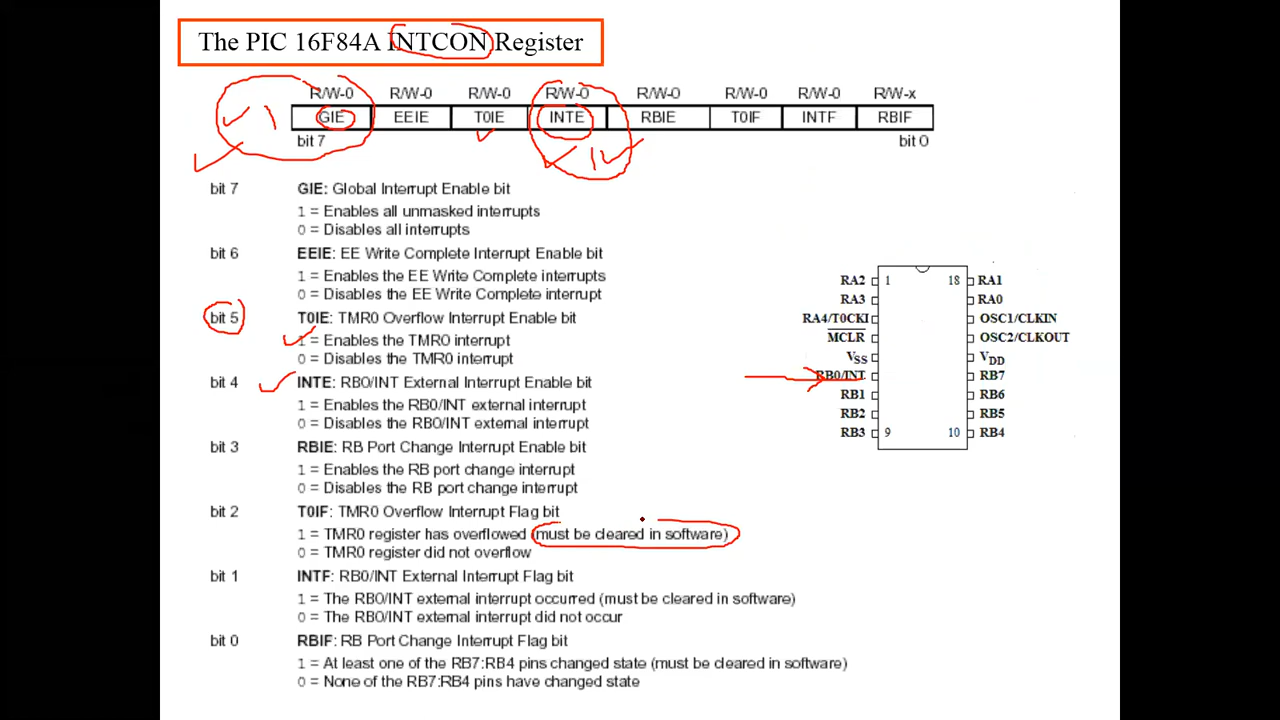 The PIC 16F84A INTCON Register
R/W-0 R/W-0 R/W-0 R/W-0 R/W-0 R/W-0 R/W-0 R/W-x
GIE EEIE T0IE INTE RBIE T0IF INTF RBIF
bit 7 bit 0
1 1
bit 7 GIE: Global Interrupt Enable bit
1 = Enables all unmasked interrupts
0 = Disables all interrupts
bit 6 EEIE: EE Write Complete Interrupt Enable bit
1 = Enables the EE Write Complete interrupts
0 = Disables the EE Write Complete interrupt
bit 5 T0IE: TMR0 Overflow Interrupt Enable bit
1 = Enables the TMR0 interrupt
0 = Disables the TMR0 interrupt
bit 4 INTE: RB0/INT External Interrupt Enable bit
1 = Enables the RB0/INT external interrupt
0 = Disables the RB0/INT external interrupt
bit 3 RBIE: RB Port Change Interrupt Enable bit
1 = Enables the RB port change interrupt
0 = Disables the RB port change interrupt
bit 2 T0IF: TMR0 Overflow Interrupt Flag bit
1 = TMR0 register has overflowed (must be cleared in software)
0 = TMR0 register did not overflow
bit 1 INTF: RB0/INT External Interrupt Flag bit
1 = The RB0/INT external interrupt occurred (must be cleared in software)
0 = The RB0/INT external interrupt did not occur
bit 0 RBIF: RB Port Change Interrupt Flag bit
1 = At least one of the RB7:RB4 pins changed state (must be cleared in software)
0 = None of the RB7:RB4 pins have changed state
RA2 1 18 RA1
RA3 RA0
RA4/T0CKI OSC1/CLKIN
MCLR OSC2/CLKOUT
VSS VDD
RB0/INT RB7
RB1 RB6
RB2 RB5
RB3 9 10 RB4